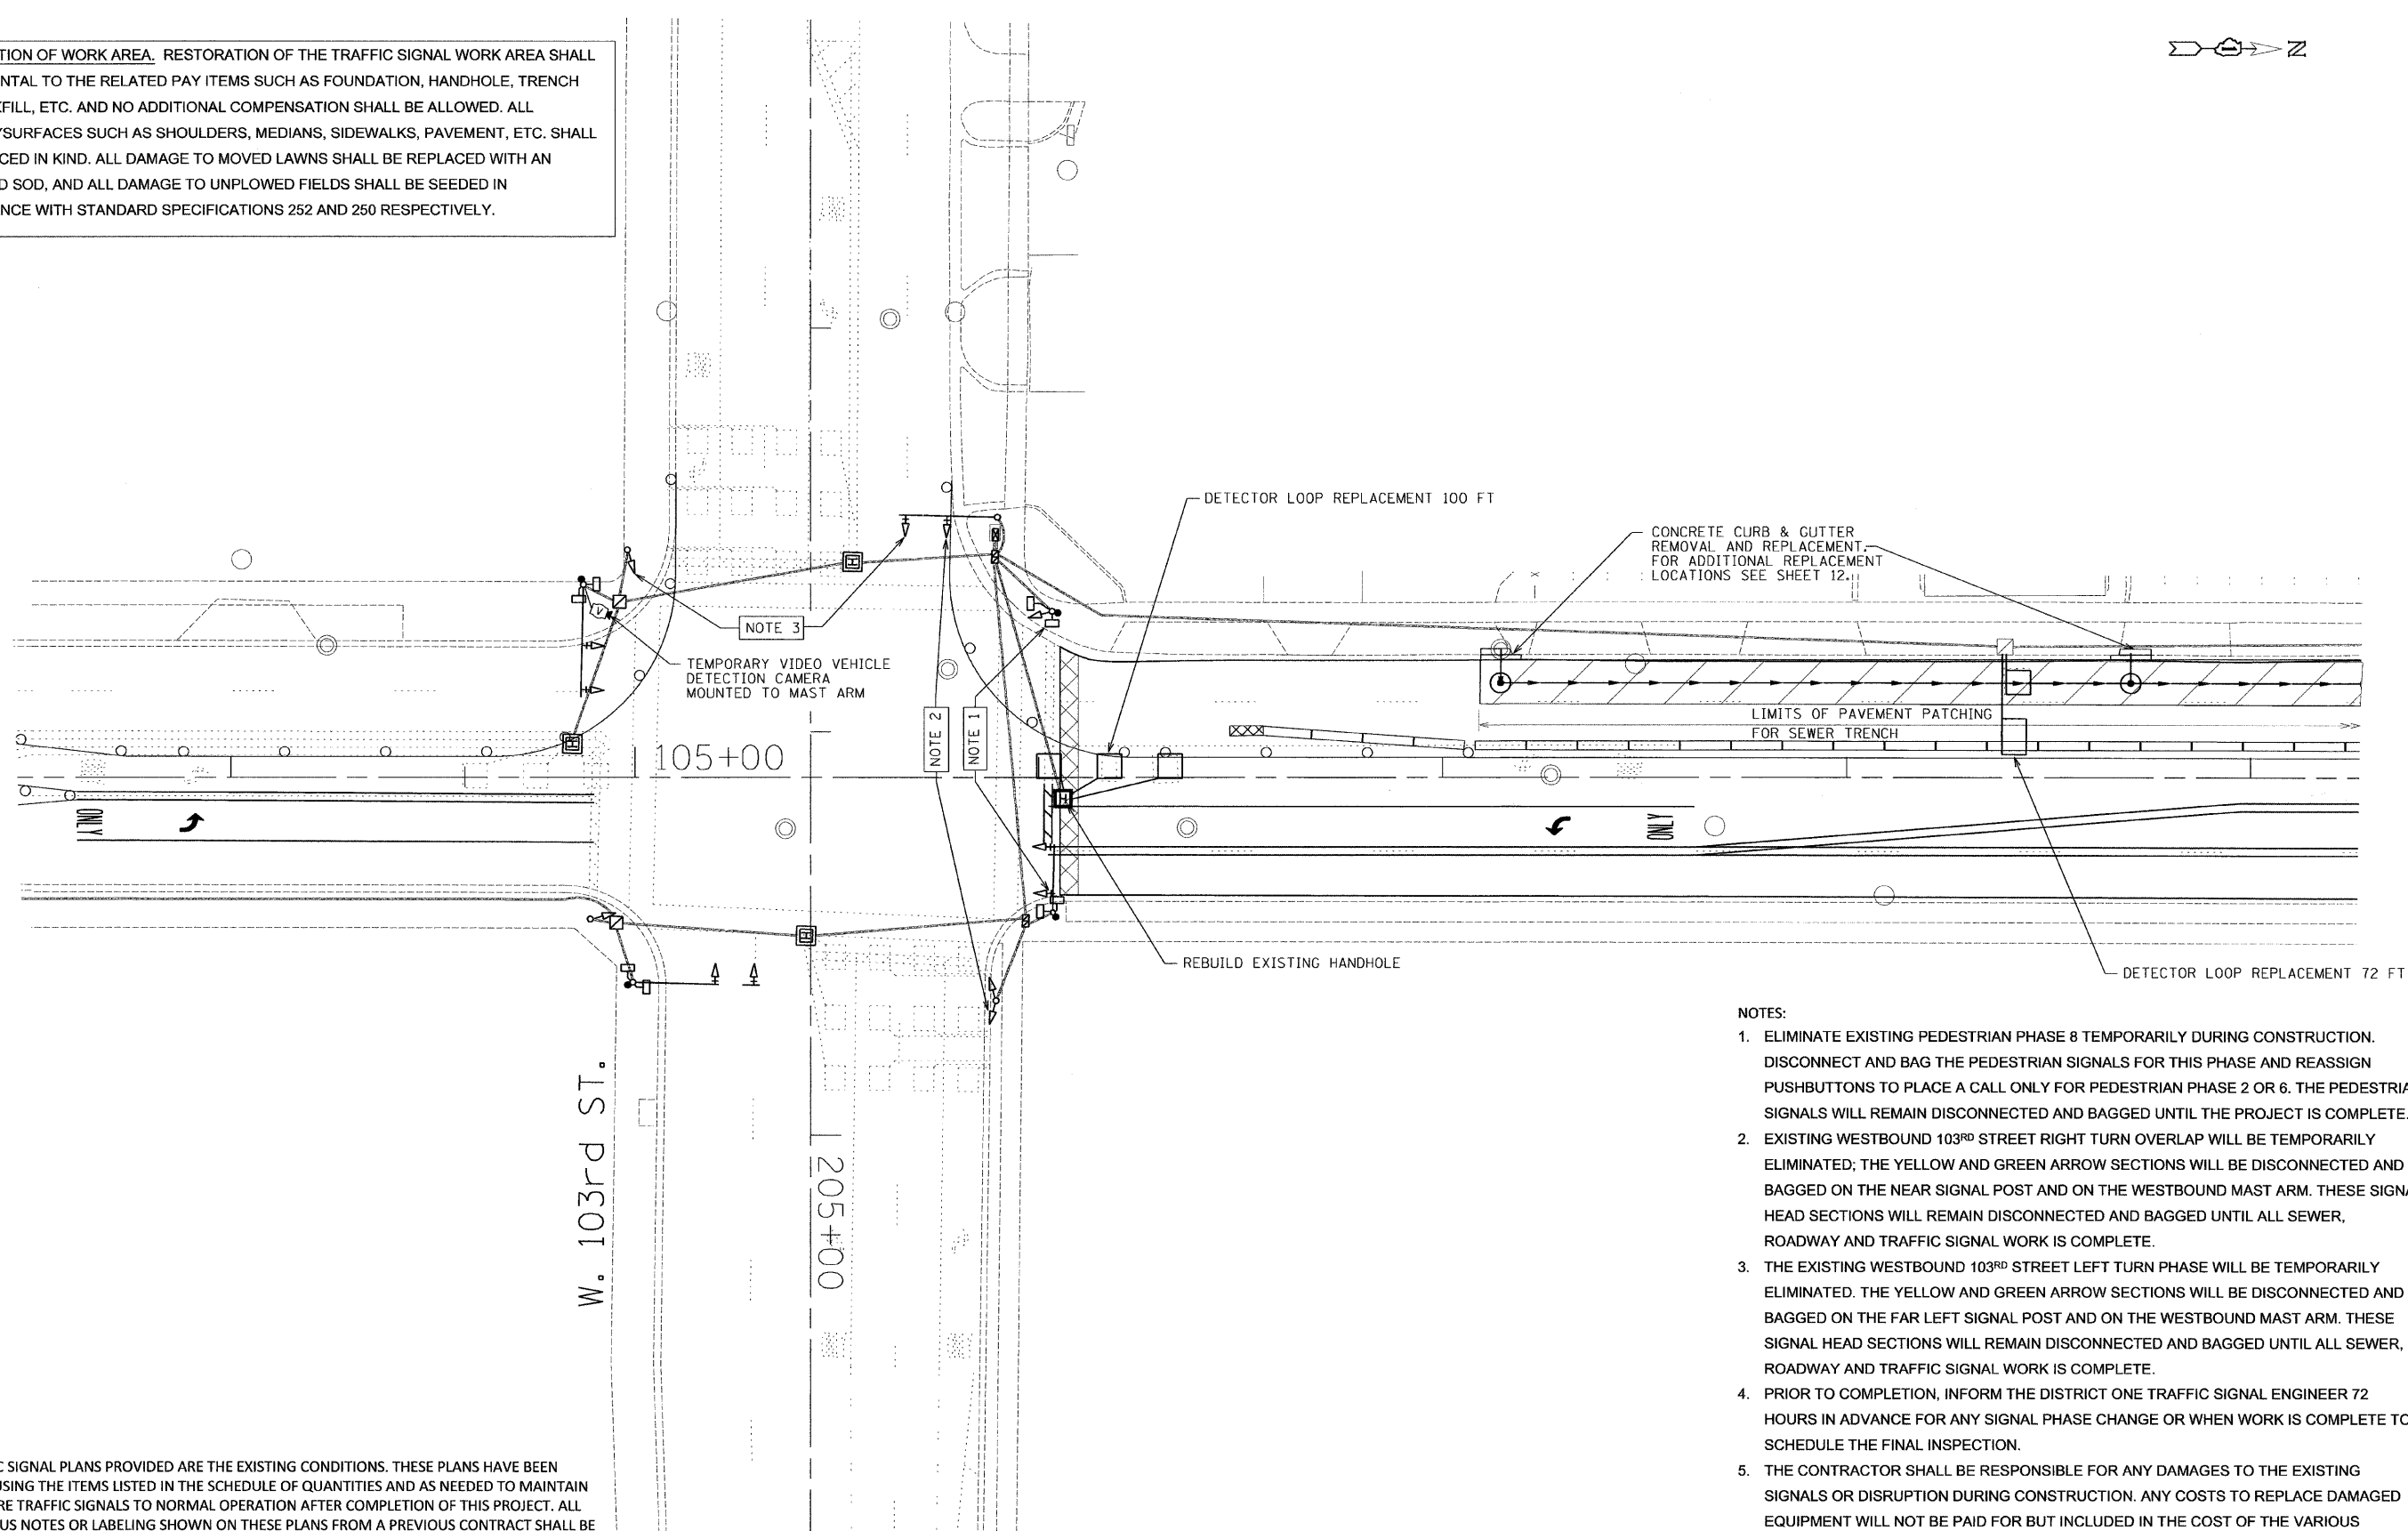 TION OF WORK AREA. RESTORATION OF THE TRAFFIC SIGNAL WORK AREA SHALL
NTAL TO THE RELATED PAY ITEMS SUCH AS FOUNDATION, HANDHOLE, TRENCH
FILL, ETC. AND NO ADDITIONAL COMPENSATION SHALL BE ALLOWED. ALL
YSURFACES SUCH AS SHOULDERS, MEDIANS, SIDEWALKS, PAVEMENT, ETC. SHALL
CED IN KIND. ALL DAMAGE TO MOVED LAWNS SHALL BE REPLACED WITH AN
D SOD, AND ALL DAMAGE TO UNPLOWED FIELDS SHALL BE SEEDED IN
NCE WITH STANDARD SPECIFICATIONS 252 AND 250 RESPECTIVELY.
N
DETECTOR LOOP REPLACEMENT 100 FT
CONCRETE CURB & GUTTER
REMOVAL AND REPLACEMENT.
FOR ADDITIONAL REPLACEMENT
LOCATIONS SEE SHEET 12.
NOTE 3
TEMPORARY VIDEO VEHICLE
DETECTION CAMERA
MOUNTED TO MAST ARM
V
H
H
NOTE 2
NOTE 1
LIMITS OF PAVEMENT PATCHING
FOR SEWER TRENCH
105+00
H
ONLY
ONLY
H
REBUILD EXISTING HANDHOLE
DETECTOR LOOP REPLACEMENT 72 FT
W. 103rd ST.
205+00
NOTES:
1. ELIMINATE EXISTING PEDESTRIAN PHASE 8 TEMPORARILY DURING CONSTRUCTION.
DISCONNECT AND BAG THE PEDESTRIAN SIGNALS FOR THIS PHASE AND REASSIGN
PUSHBUTTONS TO PLACE A CALL ONLY FOR PEDESTRIAN PHASE 2 OR 6. THE PEDESTRIA
SIGNALS WILL REMAIN DISCONNECTED AND BAGGED UNTIL THE PROJECT IS COMPLETE.
2. EXISTING WESTBOUND 103RD STREET RIGHT TURN OVERLAP WILL BE TEMPORARILY
ELIMINATED; THE YELLOW AND GREEN ARROW SECTIONS WILL BE DISCONNECTED AND
BAGGED ON THE NEAR SIGNAL POST AND ON THE WESTBOUND MAST ARM. THESE SIGNA
HEAD SECTIONS WILL REMAIN DISCONNECTED AND BAGGED UNTIL ALL SEWER,
ROADWAY AND TRAFFIC SIGNAL WORK IS COMPLETE.
3. THE EXISTING WESTBOUND 103RD STREET LEFT TURN PHASE WILL BE TEMPORARILY
ELIMINATED. THE YELLOW AND GREEN ARROW SECTIONS WILL BE DISCONNECTED AND
BAGGED ON THE FAR LEFT SIGNAL POST AND ON THE WESTBOUND MAST ARM. THESE
SIGNAL HEAD SECTIONS WILL REMAIN DISCONNECTED AND BAGGED UNTIL ALL SEWER,
ROADWAY AND TRAFFIC SIGNAL WORK IS COMPLETE.
4. PRIOR TO COMPLETION, INFORM THE DISTRICT ONE TRAFFIC SIGNAL ENGINEER 72
HOURS IN ADVANCE FOR ANY SIGNAL PHASE CHANGE OR WHEN WORK IS COMPLETE TO
SCHEDULE THE FINAL INSPECTION.
5. THE CONTRACTOR SHALL BE RESPONSIBLE FOR ANY DAMAGES TO THE EXISTING
SIGNALS OR DISRUPTION DURING CONSTRUCTION. ANY COSTS TO REPLACE DAMAGED
EQUIPMENT WILL NOT BE PAID FOR BUT INCLUDED IN THE COST OF THE VARIOUS
C SIGNAL PLANS PROVIDED ARE THE EXISTING CONDITIONS. THESE PLANS HAVE BEEN
USING THE ITEMS LISTED IN THE SCHEDULE OF QUANTITIES AND AS NEEDED TO MAINTAIN
RE TRAFFIC SIGNALS TO NORMAL OPERATION AFTER COMPLETION OF THIS PROJECT. ALL
US NOTES OR LABELING SHOWN ON THESE PLANS FROM A PREVIOUS CONTRACT SHALL BE